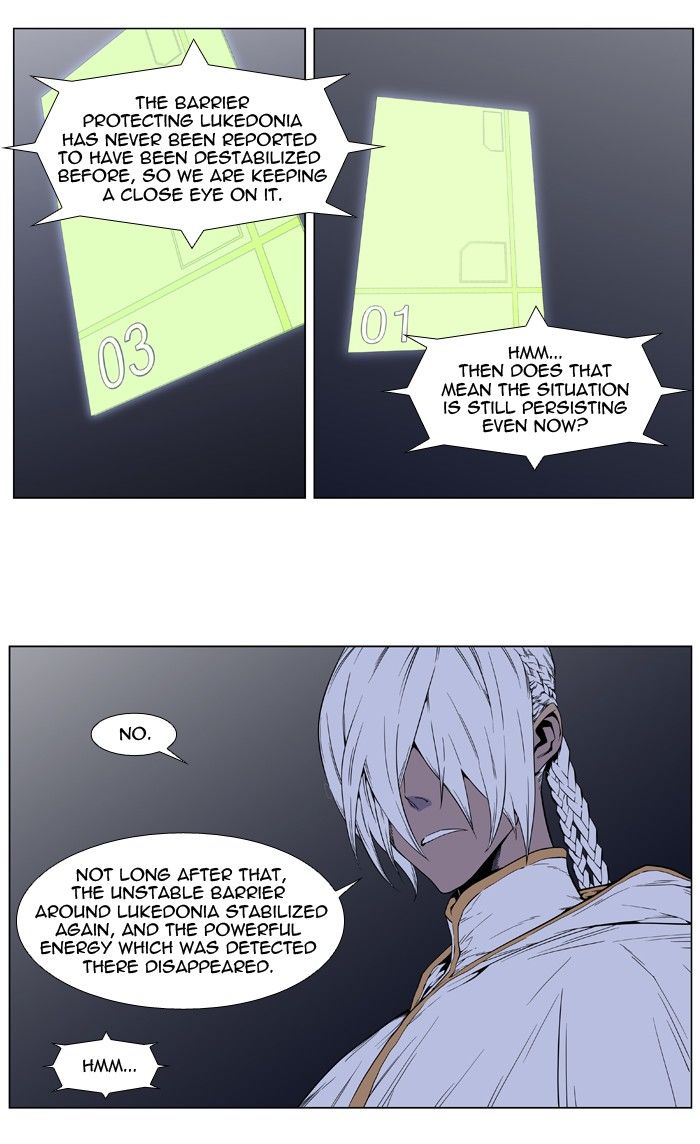 THE BARRIER
PROTECTING LUKEDONIA
HAS NEVER BEEN REPORTED
TO HAVE BEEN DESTABILIZED
BEFORE, SO WE ARE KEEPING
A CLOSE EYE ON IT.
03
01
HMM...
THEN DOES THAT
MEAN THE SITUATION
IS STILL PERSISTING
EVEN NOW?
NO.
NOT LONG AFTER THAT,
THE UNSTABLE BARRIER
AROUND LUKEDONIA STABILIZED
AGAIN, AND THE POWERFUL
ENERGY WHICH WAS DETECTED
THERE DISAPPEARED.
HMM...